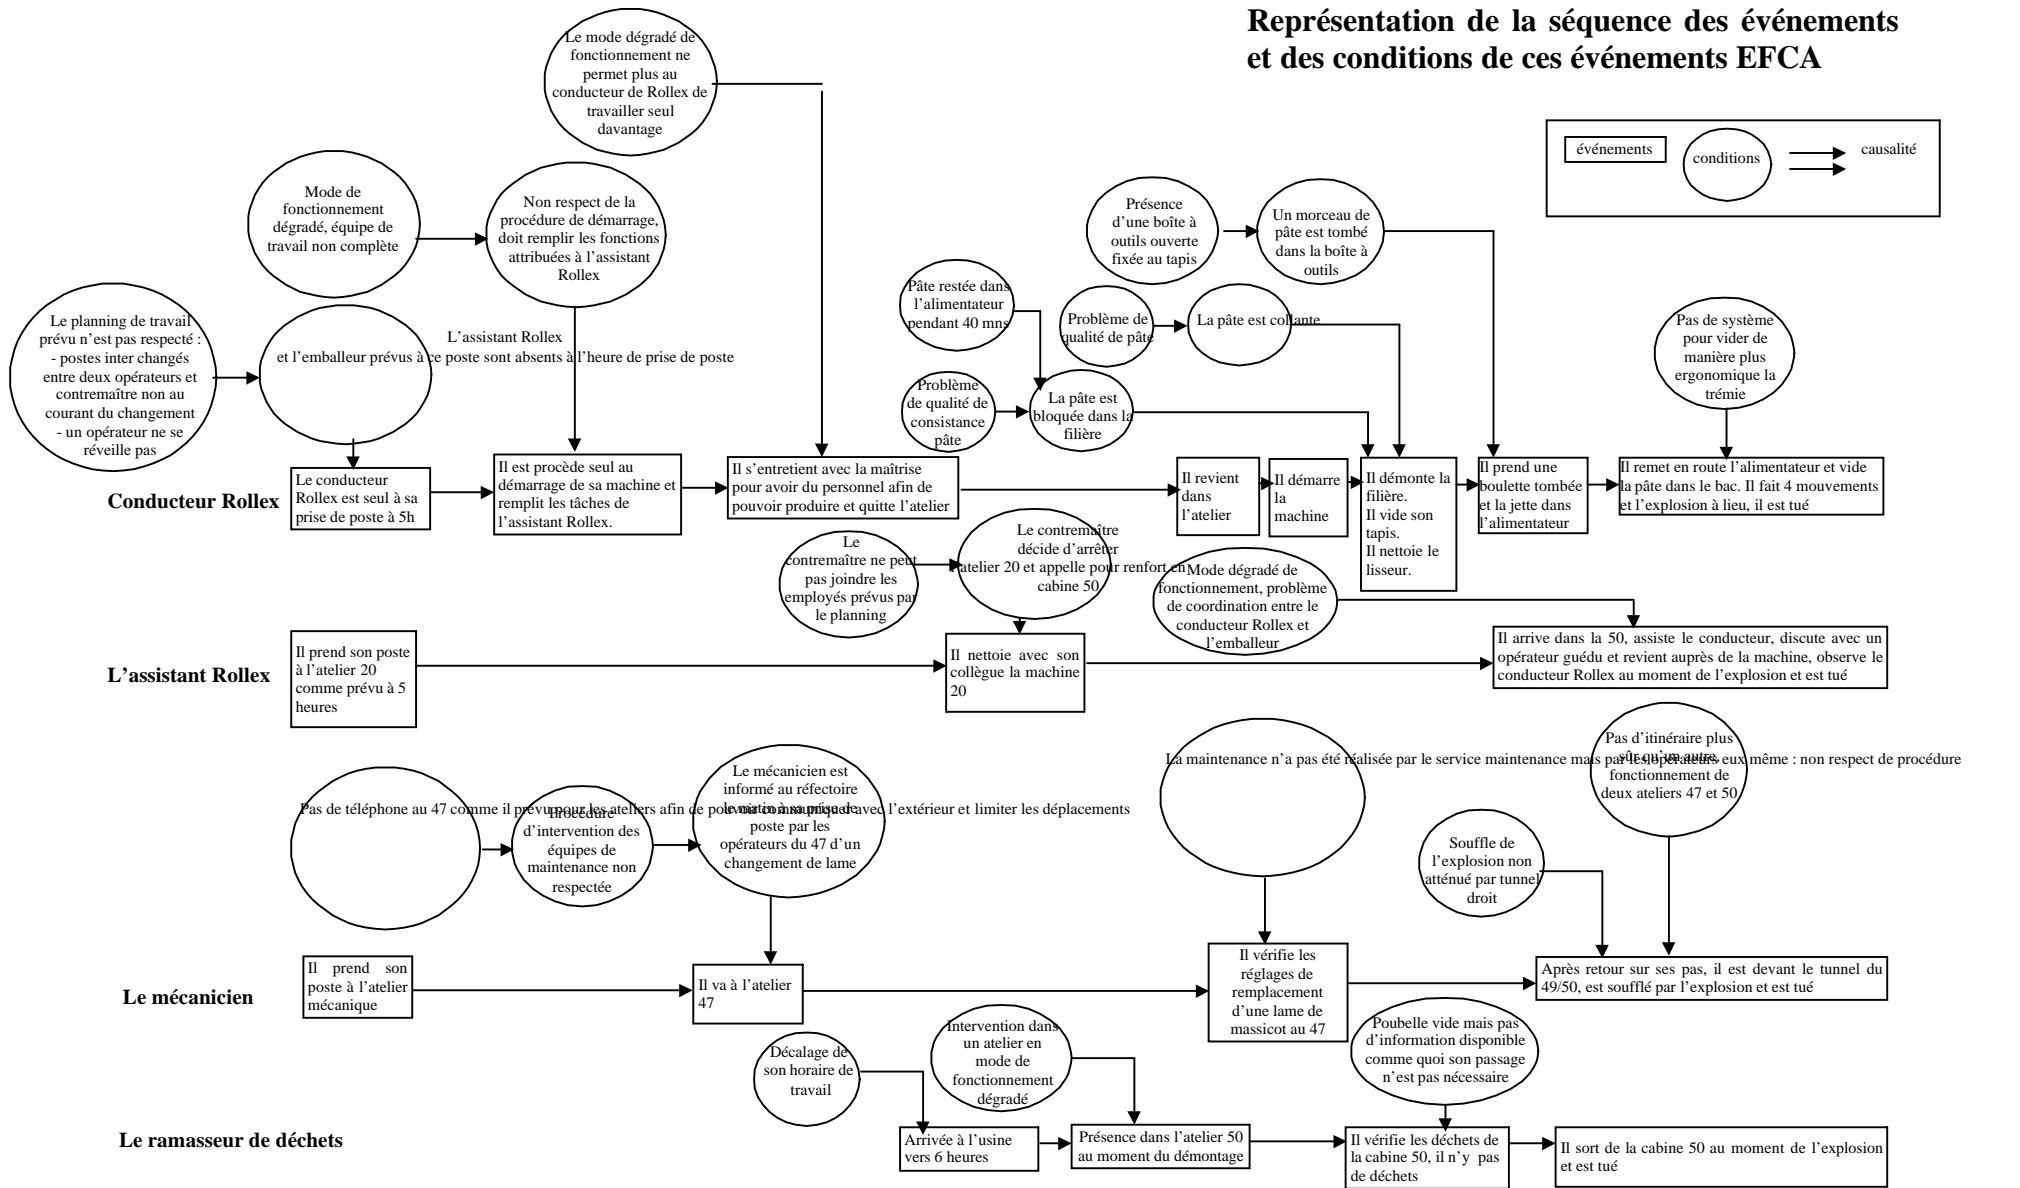 Représentation de la séquence des événements
et des conditions de ces événements EFCA
événements
conditions
causalité
Le mode dégradé de
fonctionnement ne
permet plus au
conducteur de Rollex de
travailler seul
davantage
Mode de
fonctionnement
dégradé, équipe de
travail non complète
Non respect de la
procédure de démarrage,
doit remplir les fonctions
attribuées à l'assistant
Rollex
Présence
d'une boîte à
outils ouverte
fixée au tapis
Un morceau de
pâte est tombé
dans la boîte à
outils
Pâte restée dans
l'alimentateur
pendant 40 mns
Problème de
qualité de pâte
La pâte est collante
Le planning de travail
prévu n'est pas respecté :
- postes inter changés
entre deux opérateurs et
contremaître non au
courant du changement
- un opérateur ne se
réveille pas
L'assistant Rollex
et l'emballeur prévus à ce poste sont absents à l'heure de prise de poste
Problème
de qualité de
consistance
pâte
La pâte est
bloquée dans la
filière
Pas de système
pour vider de
manière plus
ergonomique la
trémie
Conducteur Rollex
Le conducteur
Rollex est seul à sa
prise de poste à 5h
Il est procède seul au
démarrage de sa machine et
remplit les tâches de
l'assistant Rollex.
Il s'entretient avec la maîtrise
pour avoir du personnel afin de
pouvoir produire et quitte l'atelier
Il revient
dans
l'atelier
Il démarre
la
machine
Il démonte la
filière.
Il vide son
tapis.
Il nettoie le
lisseur.
Il prend une
boulette tombée
et la jette dans
l'alimentateur
Il remet en route l'alimentateur et vide
la pâte dans le bac. Il fait 4 mouvements
et l'explosion à lieu, il est tué
Le
contremaître ne peut
pas joindre les
employés prévus par
le planning
Le contremaître
décide d'arrêter
l'atelier 20 et appelle pour renfort en
cabine 50
Mode dégradé de
fonctionnement, problème
de coordination entre le
conducteur Rollex et
l'emballeur
L'assistant Rollex
Il prend son poste
à l'atelier 20
comme prévu à 5
heures
Il nettoie avec son
collègue la machine
20
Il arrive dans la 50, assiste le conducteur, discute avec un
opérateur guédu et revient auprès de la machine, observe le
conducteur Rollex au moment de l'explosion et est tué
Pas de téléphone au 47 comme il prévu pour les ateliers afin de pouvoir communiquer avec l'extérieur et limiter les déplacements
Procédure
d'intervention des
équipes de
maintenance non
respectée
Le mécanicien est
informé au réfectoire
le matin à sa prise de
poste par les
opérateurs du 47 d'un
changement de lame
La maintenance n'a pas été réalisée par le service maintenance mais par les opérateurs eux même : non respect de procédure
Pas d'itinéraire plus
sûr qu'un autre,
fonctionnement de
deux ateliers 47 et 50
Souffle de
l'explosion non
atténué par tunnel
droit
Le mécanicien
Il prend son
poste à l'atelier
mécanique
Il va à l'atelier
47
Il vérifie les
réglages de
remplacement
d'une lame de
massicot au 47
Après retour sur ses pas, il est devant le tunnel du
49/50, est soufflé par l'explosion et est tué
Décalage de
son horaire de
travail
Intervention dans
un atelier en
mode de
fonctionnement
dégradé
Poubelle vide mais pas
d'information disponible
comme quoi son passage
n'est pas nécessaire
Le ramasseur de déchets
Arrivée à l'usine
vers 6 heures
Présence dans l'atelier 50
au moment du démontage
Il vérifie les déchets de
la cabine 50, il n'y pas
de déchets
Il sort de la cabine 50 au moment de l'explosion
et est tué